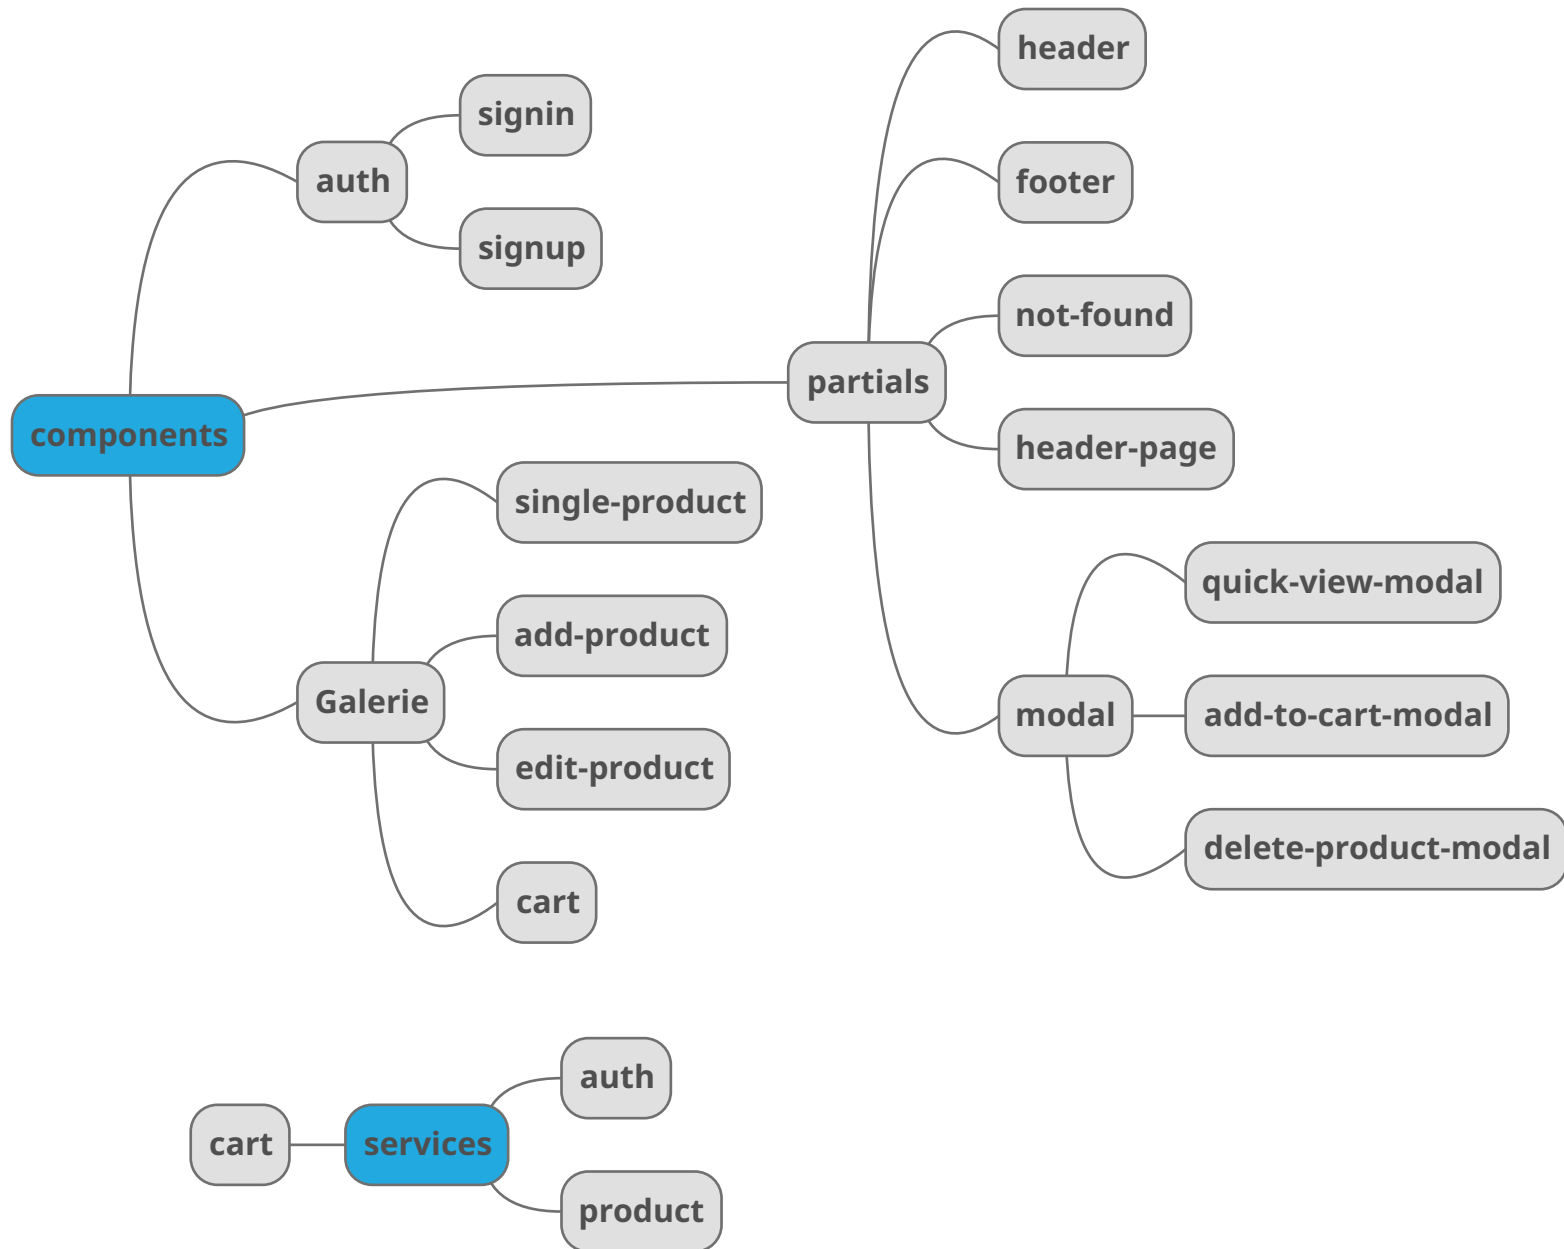 components
auth
signin
signup
partials
header
footer
not-found
header-page
modal
quick-view-modal
add-to-cart-modal
delete-product-modal
Galerie
single-product
add-product
edit-product
cart
services
cart
auth
product